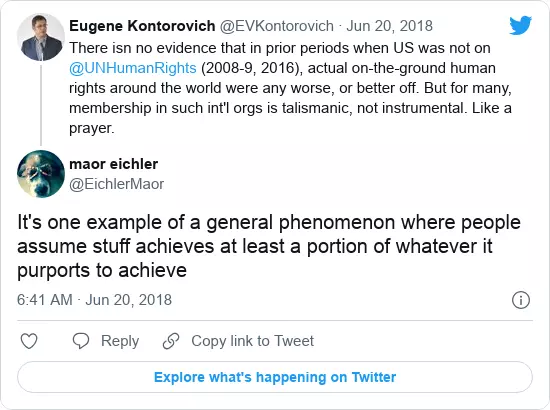 Eugene Kontorovich @EVKontorovich · Jun 20, 2018
There isn no evidence that in prior periods when US was not on
@UNHumanRights (2008-9, 2016), actual on-the-ground human
rights around the world were any worse, or better off. But for many,
membership in such int'l orgs is talismanic, not instrumental. Like a
prayer.
maor eichler
@EichlerMaor
It's one example of a general phenomenon where people
assume stuff achieves at least a portion of whatever it
purports to achieve
6:41 AM · Jun 20, 2018
Reply
Copy link to Tweet
Explore what's happening on Twitter